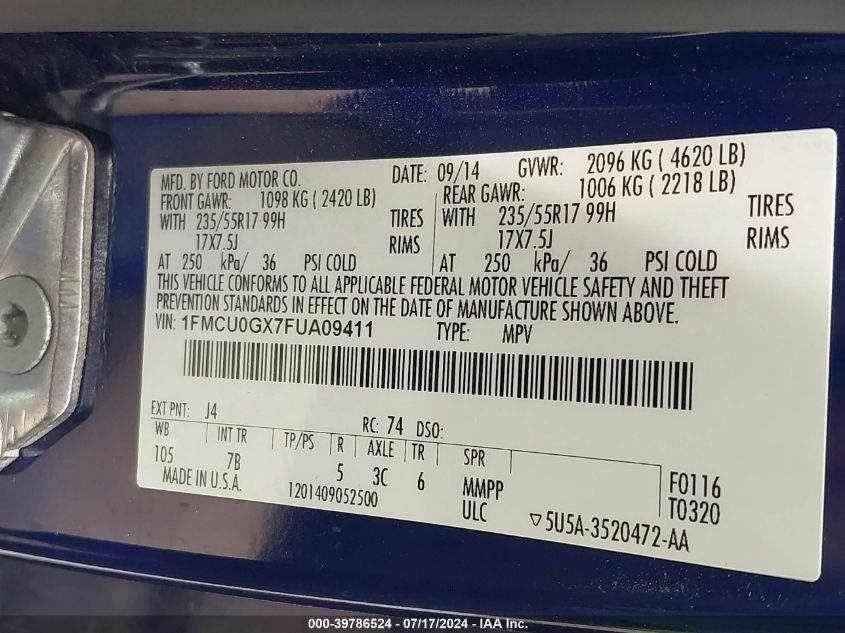 MFD. BY FORD MOTOR CO. DATE: 09/14 GVWR: 2096 KG ( 4620 LB)
FRONT GAWR: 1098 KG ( 2420 LB) REAR GAWR: 1006 KG ( 2218 LB)
WITH 235/55R17 99H TIRES WITH 235/55R17 99H TIRES
17X7.5J RIMS 17X7.5J RIMS
AT 250 kPa/ 36 PSI COLD AT 250 kPa/ 36 PSI COLD
THIS VEHICLE CONFORMS TO ALL APPLICABLE FEDERAL MOTOR VEHICLE SAFETY AND THEFT
PREVENTION STANDARDS IN EFFECT ON THE DATE OF MANUFACTURE SHOWN ABOVE.
VIN: 1FMCU0GX7FUA09411 TYPE: MPV
EXT PNT: J4 RC: 74 DSO:
WB INT TR TP/PS R AXLE TR SPR
105 7B 5 3C 6 MMPP F0116
MADE IN U.S.A. 1201409052500 ULC T0320
▽5U5A-3520472-AA
000-39786524 - 07/17/2024 - IAA Inc.